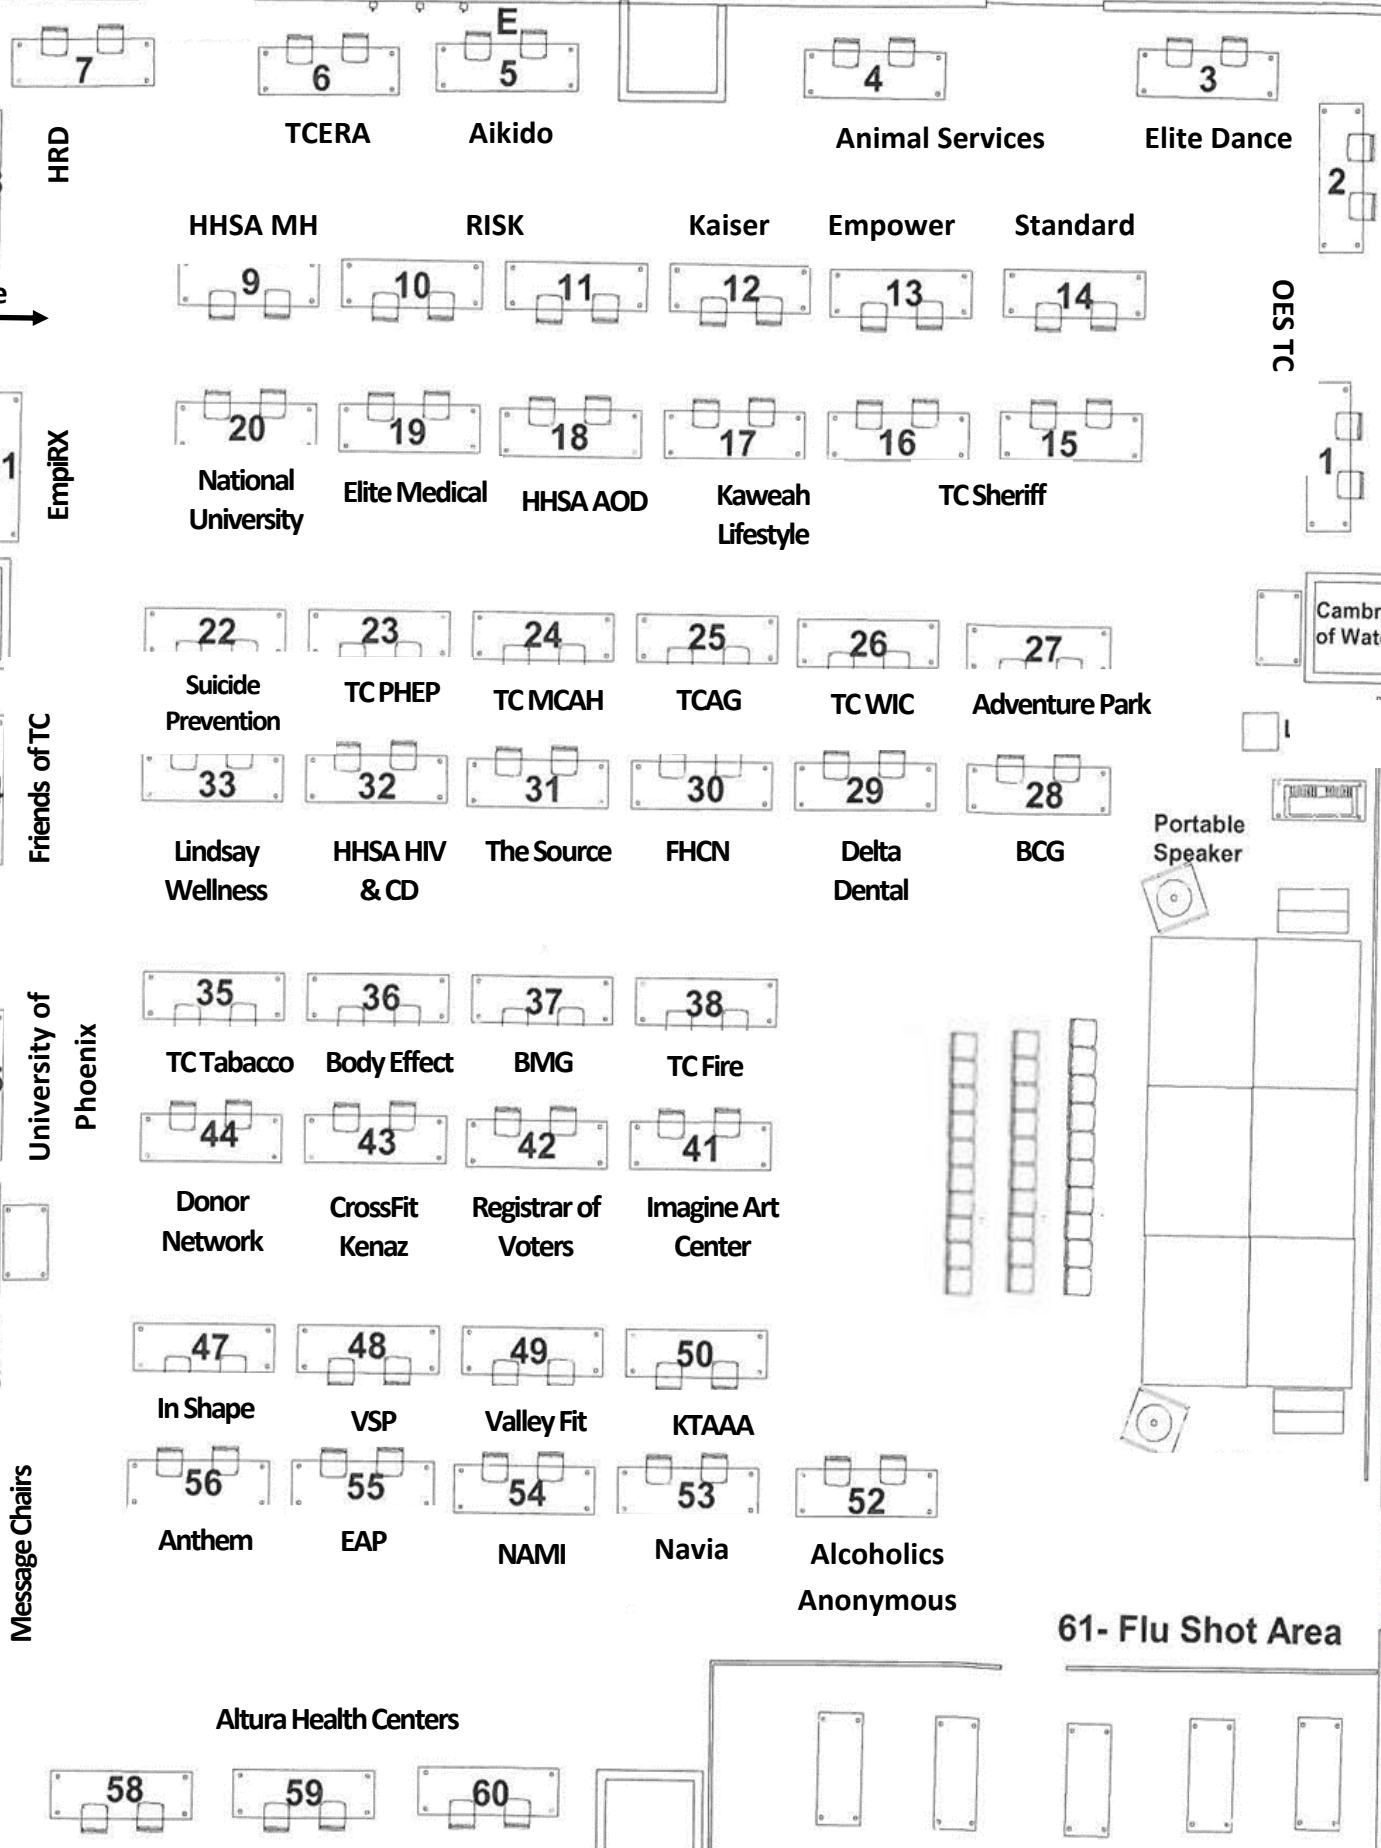 E
7
6
5
4
3
TCERA
Aikido
Animal Services
Elite Dance
HRD
2
HHSA MH
RISK
Kaiser
Empower
Standard
9
10
11
12
13
14
OES TC
20
19
18
17
16
15
1
EmpiRX
National
University
Elite Medical
HHSA AOD
Kaweah
Lifestyle
TC Sheriff
22
23
24
25
26
27
Suicide
Prevention
TC PHEP
TC MCAH
TCAG
TC WIC
Adventure Park
Friends of TC
33
32
31
30
29
28
Lindsay
Wellness
HHSA HIV
& CD
The Source
FHCN
Delta
Dental
BCG
Portable
Speaker
University of
Phoenix
35
36
37
38
TC Tabacco
Body Effect
BMG
TC Fire
44
43
42
41
Donor
Network
CrossFit
Kenaz
Registrar of
Voters
Imagine Art
Center
47
48
49
50
In Shape
VSP
Valley Fit
KTAAA
Message Chairs
56
55
54
53
52
Anthem
EAP
NAMI
Navia
Alcoholics
Anonymous
61- Flu Shot Area
Altura Health Centers
58
59
60